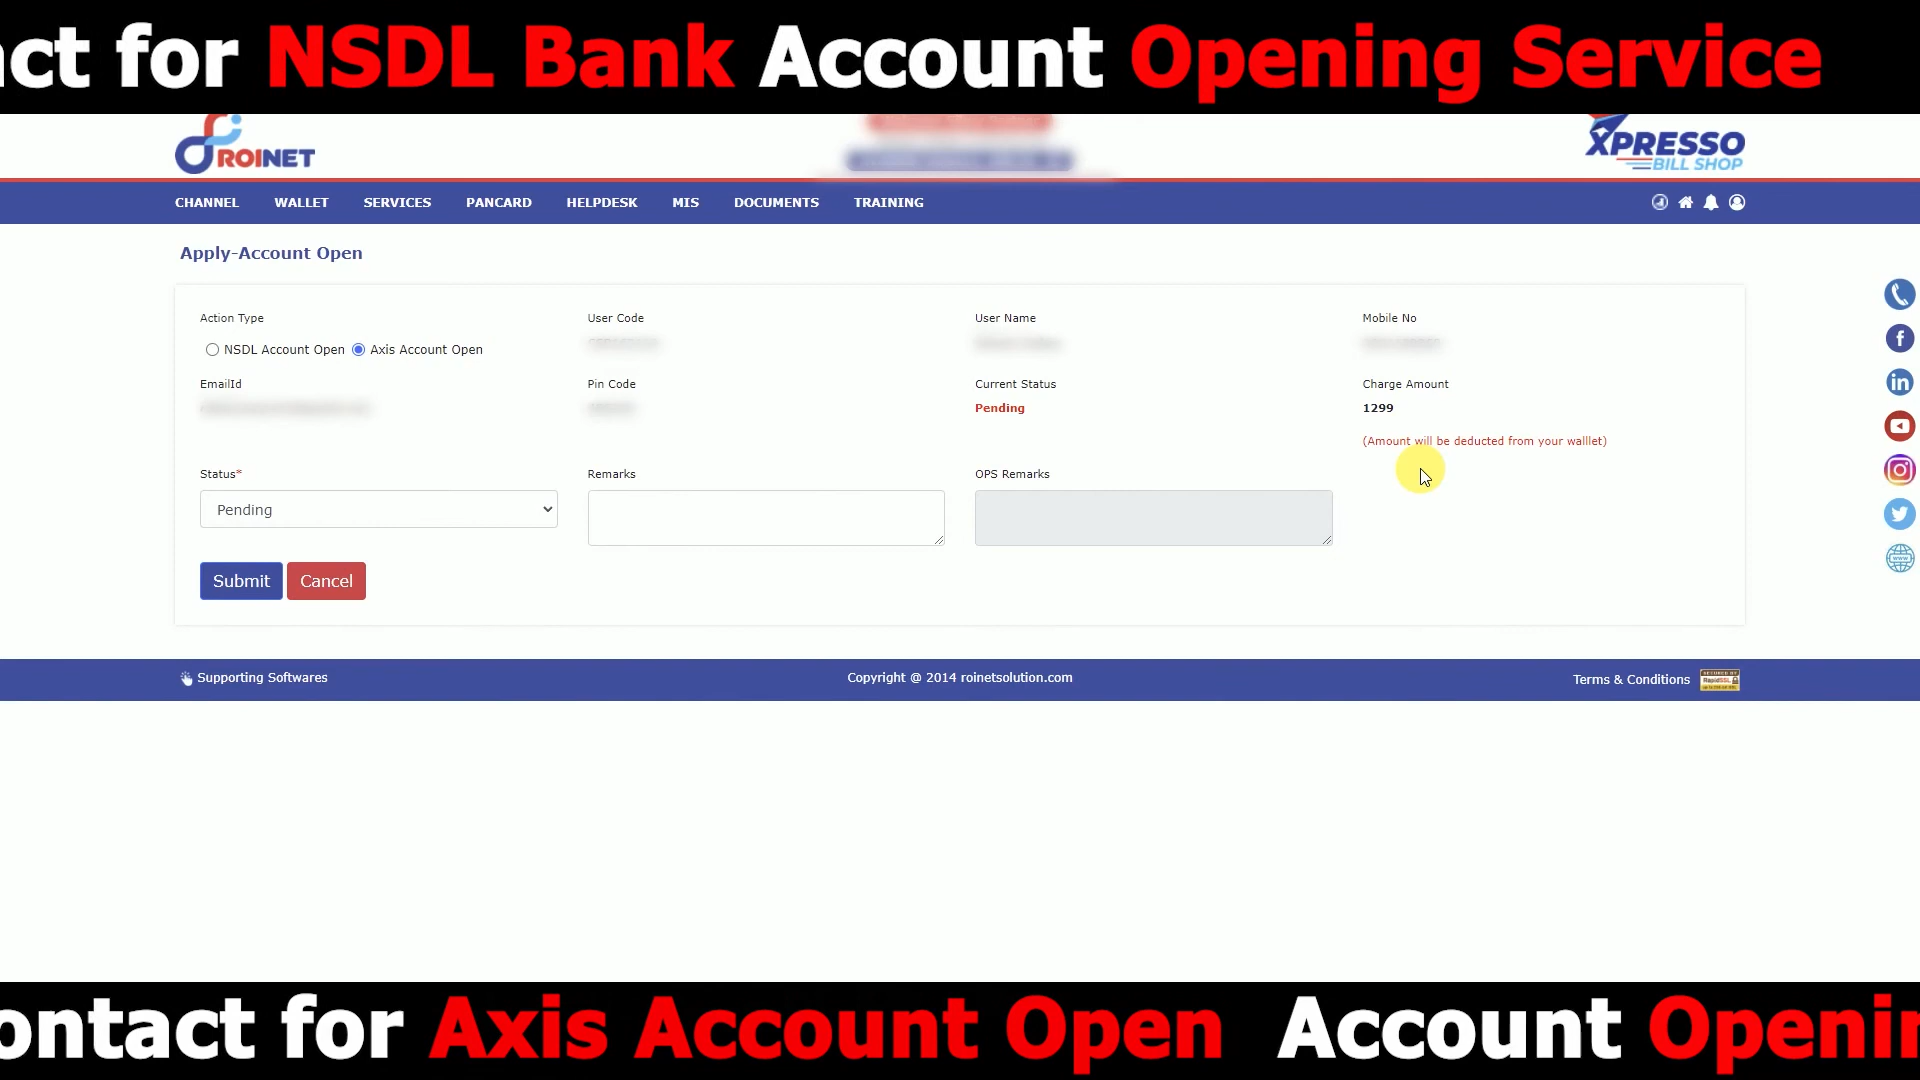 act for NSDL Bank Account Opening Service
ROINET
XPRESSO
BILL SHOP
CHANNEL WALLET SERVICES PANCARD HELPDESK MIS DOCUMENTS TRAINING
Apply-Account Open
Action Type User Code User Name Mobile No
NSDL Account Open Axis Account Open
EmailId Pin Code Current Status Charge Amount
Pending 1299
(Amount will be deducted from your walllet)
Status* Remarks OPS Remarks
Pending
Submit Cancel
Supporting Softwares Copyright @ 2014 roinetsolution.com Terms & Conditions
RapidSSL
ontact for Axis Account Open Account Openin